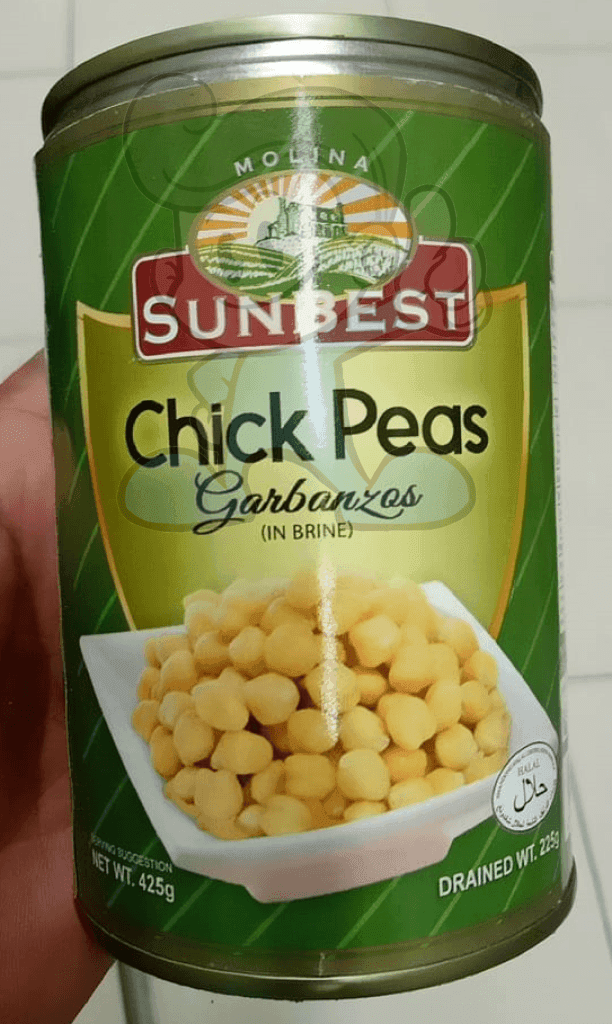 MOLINA
SUNBEST
Chick Peas
Garbanzos
(IN BRINE)
HALAL
حلال
SERVING SUGGESTION
NET WT. 425g
DRAINED WT. 225g